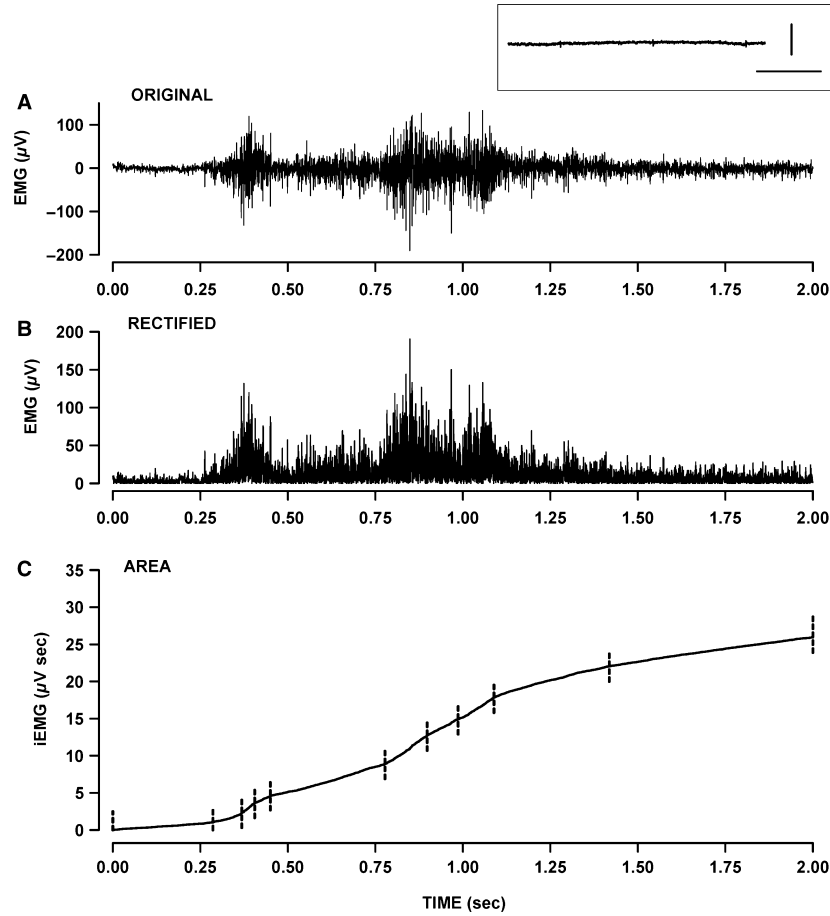 A
ORIGINAL
EMG (µV)
100
0
−100
−200
0.00 0.25 0.50 0.75 1.00 1.25 1.50 1.75 2.00
B
RECTIFIED
EMG (µV)
200
150
100
50
0
0.00 0.25 0.50 0.75 1.00 1.25 1.50 1.75 2.00
C
AREA
iEMG (µV sec)
35
30
25
20
15
10
5
0
0.00 0.25 0.50 0.75 1.00 1.25 1.50 1.75 2.00
TIME (sec)